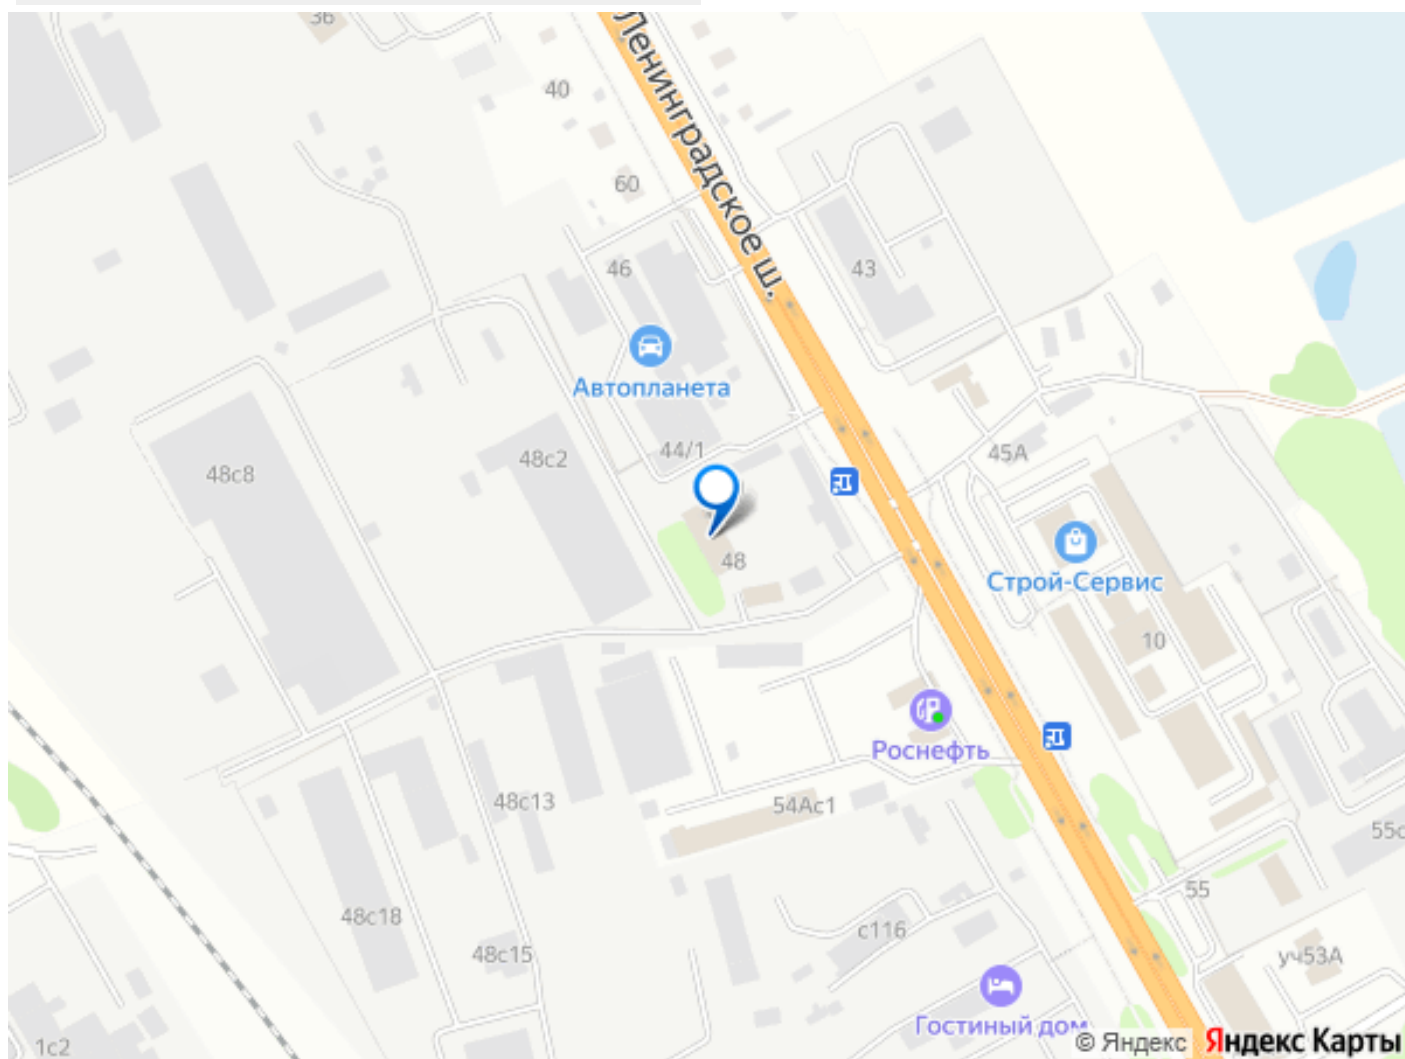 36
Ленинградское ш.
40
60
46
43
Автопланета
44/1
48с8
48с2
45А
48
Строй-Сервис
10
Роснефть
48с13
54Ас1
55с
55
48с18
с116
48с15
уч53А
Гостиный дом
1с2
© Яндекс
Яндекс Карты